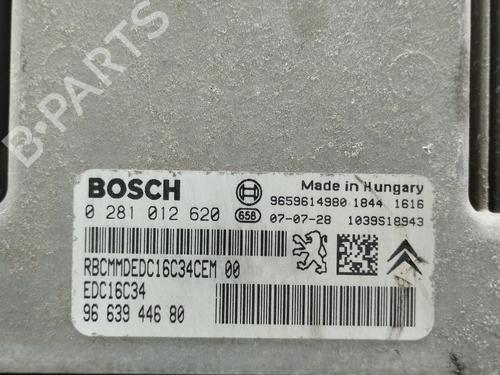 B-PARTS
BOSCH
Made in Hungary
9659614980 1844 1616
0 281 012 620 658 07-07-28 1039S18943
RBCMMDEDC16C34CEM 00
EDC16C34
96 639 446 80